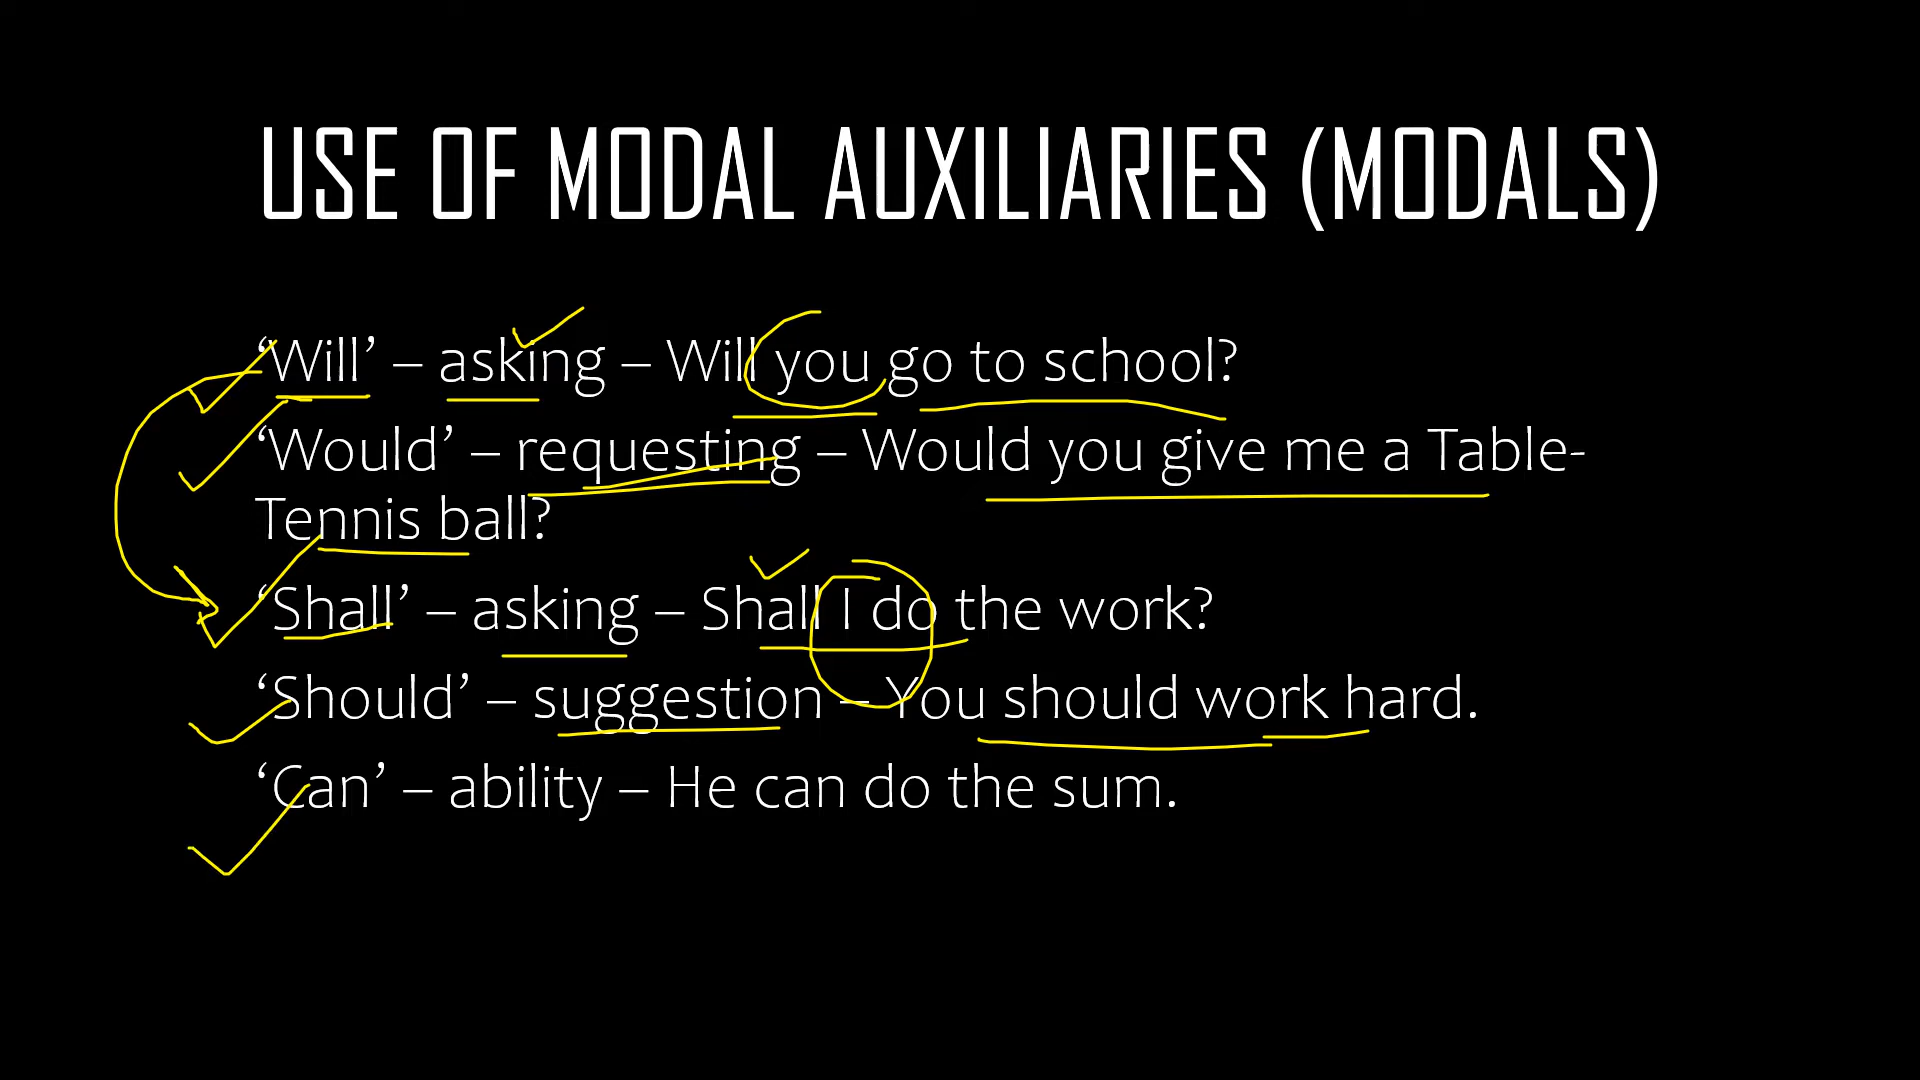 USE OF MODAL AUXILIARIES (MODALS)
‘Will’ – asking – Will you go to school?
‘Would’ – requesting – Would you give me a Table-
Tennis ball?
‘Shall’ – asking – Shall I do the work?
‘Should’ – suggestion – You should work hard.
‘Can’ – ability – He can do the sum.